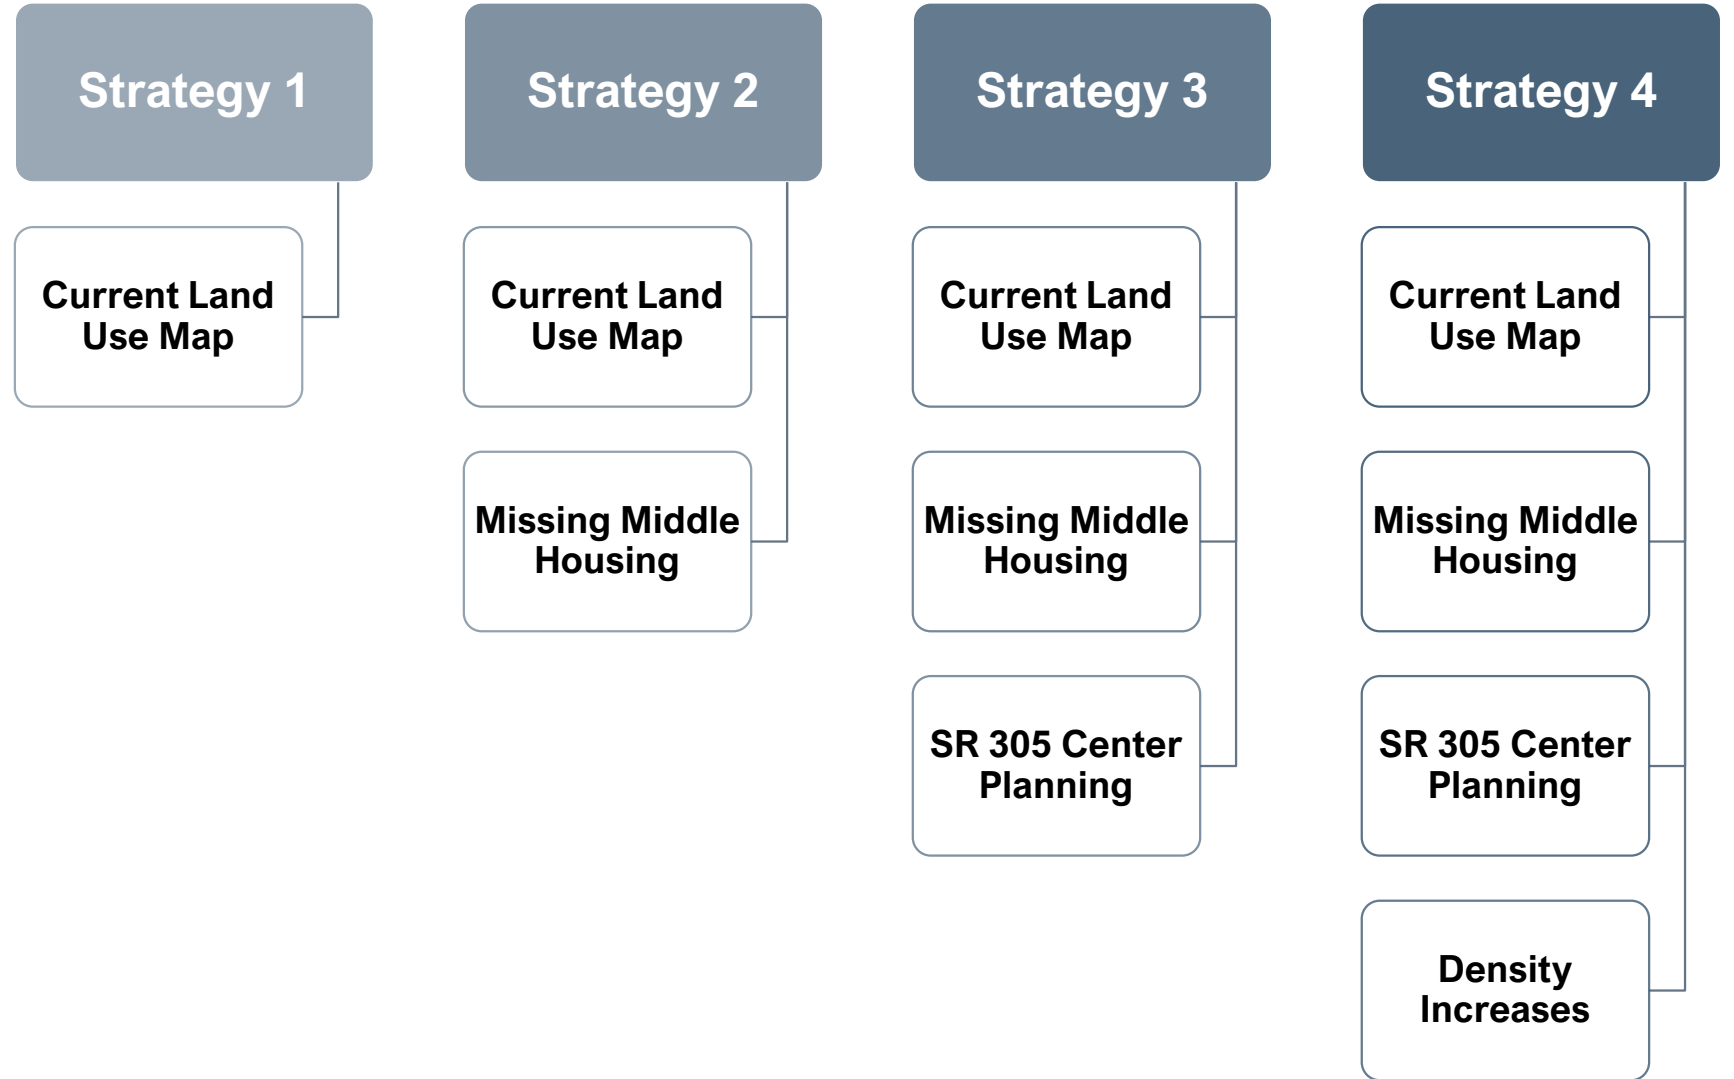 Strategy 1
Current Land
Use Map
Strategy 2
Current Land
Use Map
Missing Middle
Housing
Strategy 3
Current Land
Use Map
Missing Middle
Housing
SR 305 Center
Planning
Strategy 4
Current Land
Use Map
Missing Middle
Housing
SR 305 Center
Planning
Density
Increases